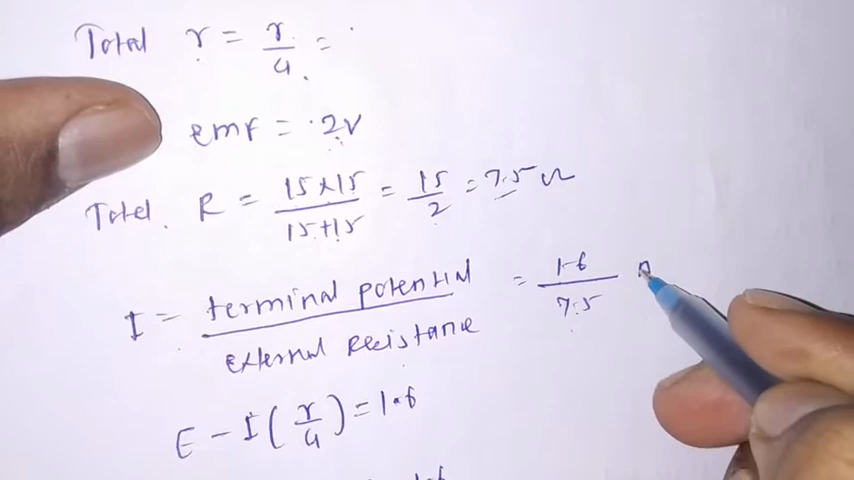 Total r = r/4 =
emf = 2V
Total R = 15×15/15+15 = 15/2 = 7.5 Ω
I = terminal potential/external resistance = 1.6/7.5 A
E - I(r/4) = 1.6